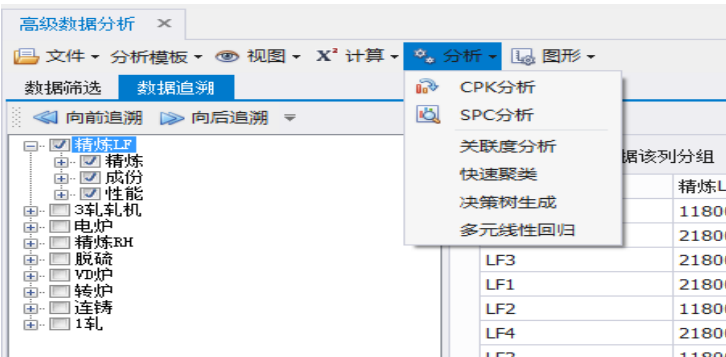 高级数据分析 ×
文件 分析模板 视图 X² 计算 分析 图形
数据筛选 数据追溯
向前追溯 向后追溯
CPK分析
SPC分析
关联度分析
快速聚类
决策树生成
多元线性回归
精炼LF
精炼
成份
性能
3轧轧机
电炉
精炼RH
脱硫
VD炉
转炉
连铸
1轧
据该列分组
精炼L
11800
21800
LF3 2180
LF1 2180
LF2 1180
LF4 2180